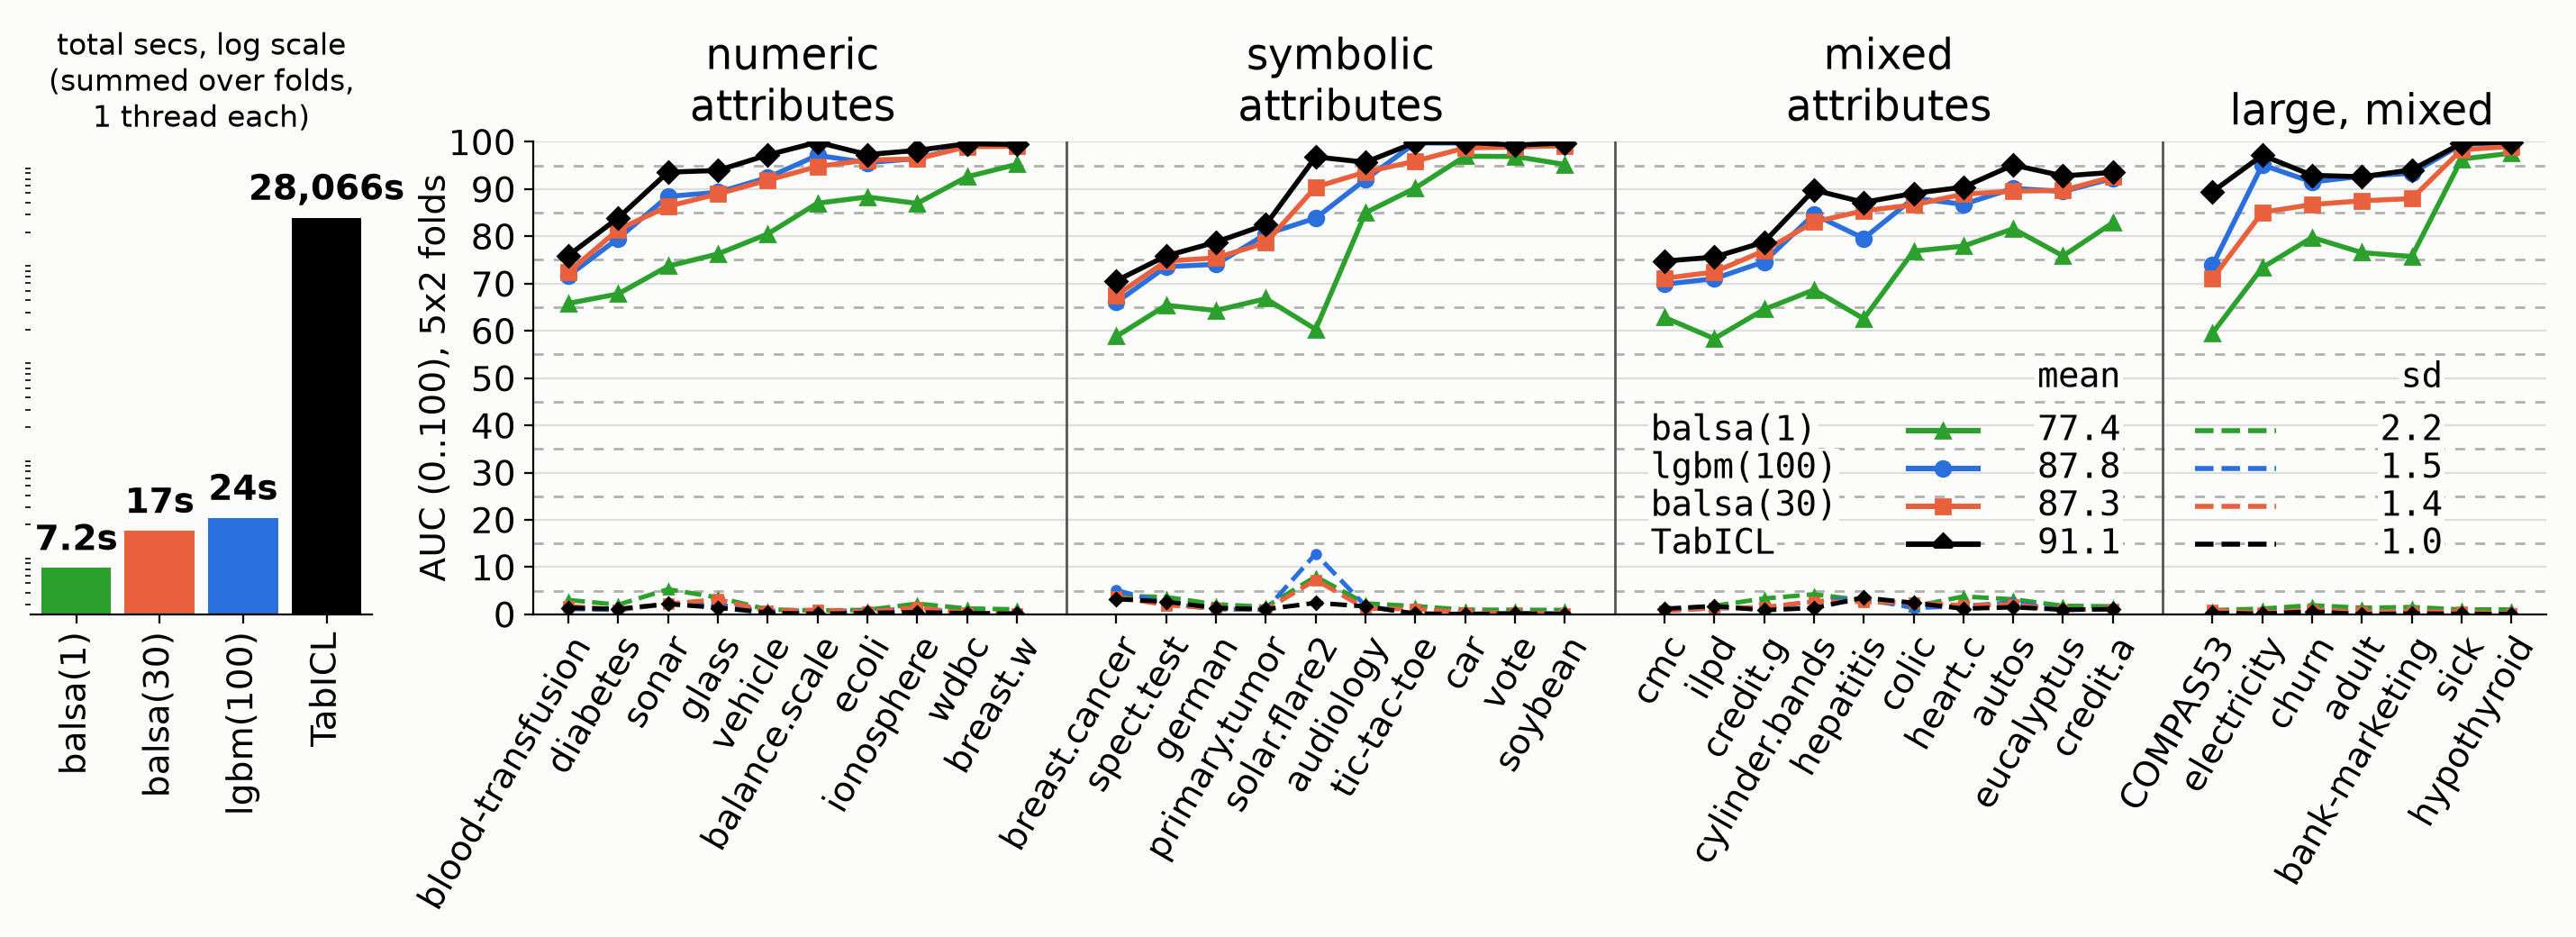 total secs, log scale
(summed over folds,
1 thread each)
28,066s
7.2s
17s
24s
balsa(1)
balsa(30)
lgbm(100)
TabICL
numeric
attributes
symbolic
attributes
mixed
attributes
large, mixed
AUC (0..100), 5x2 folds
100
90
80
70
60
50
40
30
20
10
0
mean sd
balsa(1) 77.4 2.2
lgbm(100) 87.8 1.5
balsa(30) 87.3 1.4
TabICL 91.1 1.0
blood-transfusion
diabetes
sonar
glass
vehicle
balance.scale
ecoli
ionosphere
wdbc
breast.w
breast.cancer
spect.test
german
primary.tumor
solar.flare2
audiology
tic-tac-toe
car
vote
soybean
cmc
ilpd
credit.g
cylinder.bands
hepatitis
colic
heart.c
autos
eucalyptus
credit.a
COMPAS53
electricity
churn
adult
bank-marketing
sick
hypothyroid